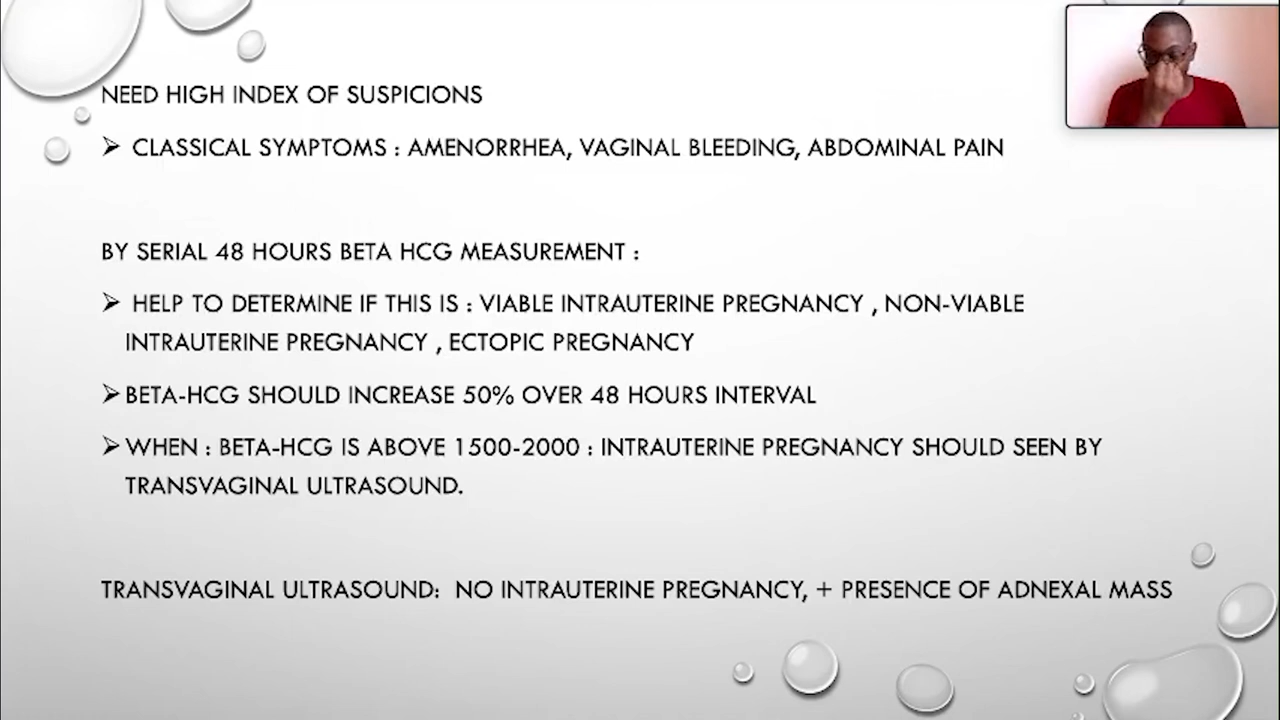 NEED HIGH INDEX OF SUSPICIONS
➢ CLASSICAL SYMPTOMS : AMENORRHEA, VAGINAL BLEEDING, ABDOMINAL PAIN
BY SERIAL 48 HOURS BETA HCG MEASUREMENT :
➢ HELP TO DETERMINE IF THIS IS : VIABLE INTRAUTERINE PREGNANCY , NON-VIABLE
INTRAUTERINE PREGNANCY , ECTOPIC PREGNANCY
➢ BETA-HCG SHOULD INCREASE 50% OVER 48 HOURS INTERVAL
➢ WHEN : BETA-HCG IS ABOVE 1500-2000 : INTRAUTERINE PREGNANCY SHOULD SEEN BY
TRANSVAGINAL ULTRASOUND.
TRANSVAGINAL ULTRASOUND: NO INTRAUTERINE PREGNANCY, + PRESENCE OF ADNEXAL MASS